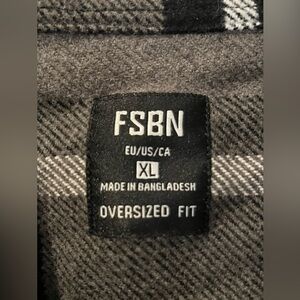 FSBN
EU/US/CA
XL
MADE IN BANGLADESH
OVERSIZED FIT